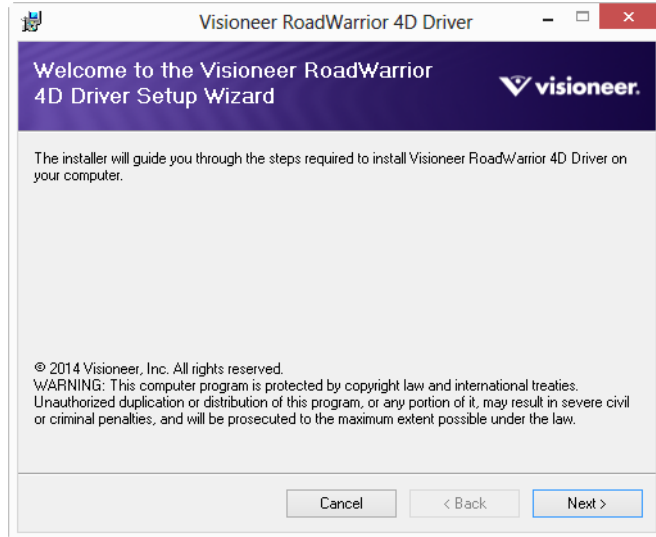 Visioneer RoadWarrior 4D Driver
Welcome to the Visioneer RoadWarrior
4D Driver Setup Wizard
visioneer.
The installer will guide you through the steps required to install Visioneer RoadWarrior 4D Driver on
your computer.
© 2014 Visioneer, Inc. All rights reserved.
WARNING: This computer program is protected by copyright law and international treaties.
Unauthorized duplication or distribution of this program, or any portion of it, may result in severe civil
or criminal penalties, and will be prosecuted to the maximum extent possible under the law.
Cancel < Back Next >